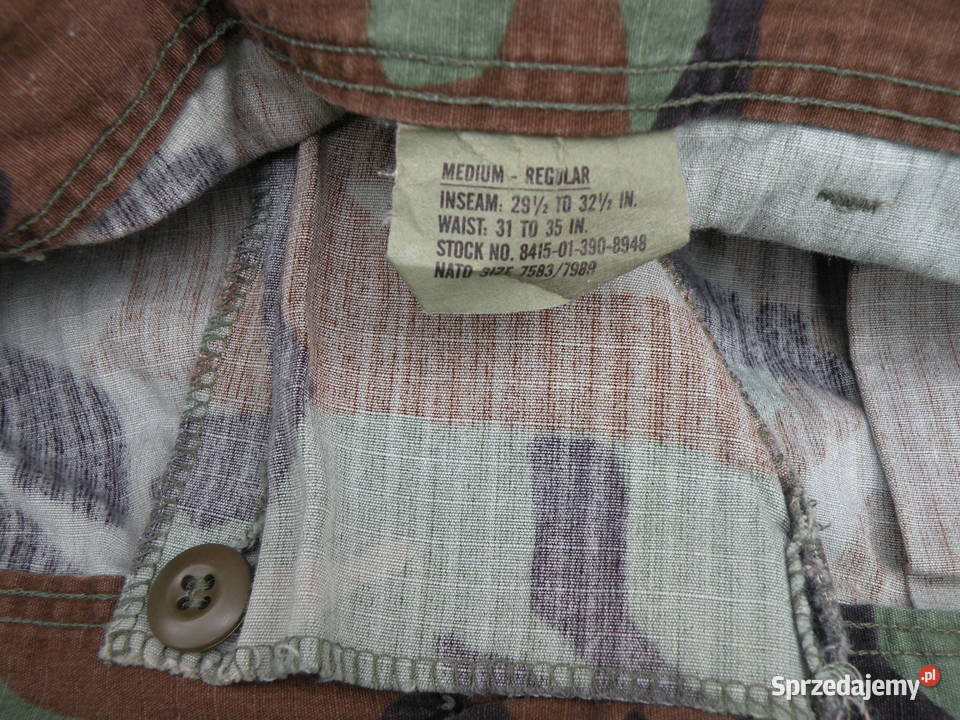 MEDIUM - REGULAR
INSEAM: 29½ TO 32½ IN.
WAIST: 31 TO 35 IN.
STOCK NO. 8415-01-390-8948
NATO SIZE 7583/7989
Sprzedajemy.pl